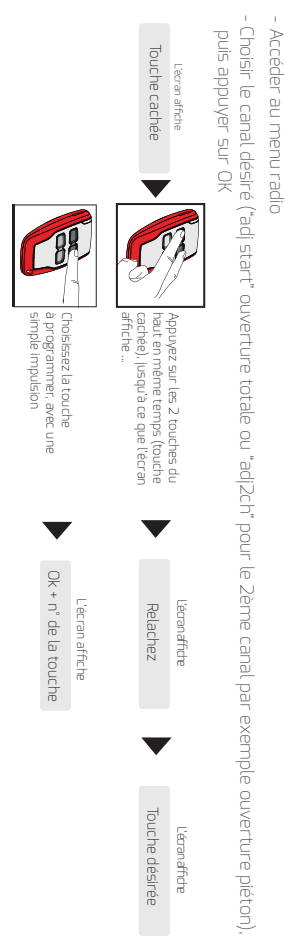 - Accéder au menu radio
- Choisir le canal désiré ("adj start" ouverture totale ou "adj2ch" pour le 2ème canal par exemple ouverture piéton),
puis appuyer sur OK
L'écran affiche
Touche cachée
Appuyez sur les 2 touches du
haut en même temps (touche
cachée), jusqu'à ce que l'écran
affiche ...
L'écran affiche
Relachez
L'écran affiche
Touche désirée
Choisissez la touche
à programmer, avec une
simple impulsion
L'écran affiche
Ok + n° de la touche